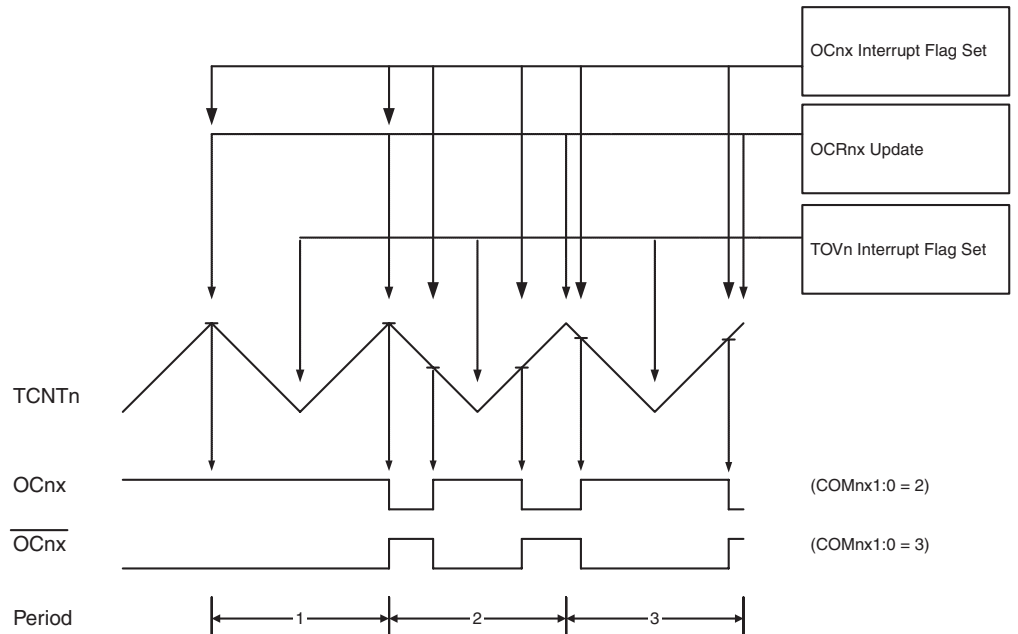 OCnx Interrupt Flag Set
OCRnx Update
TOVn Interrupt Flag Set
TCNTn
OCnx
(COMnx1:0 = 2)
OCnx
(COMnx1:0 = 3)
Period
1
2
3